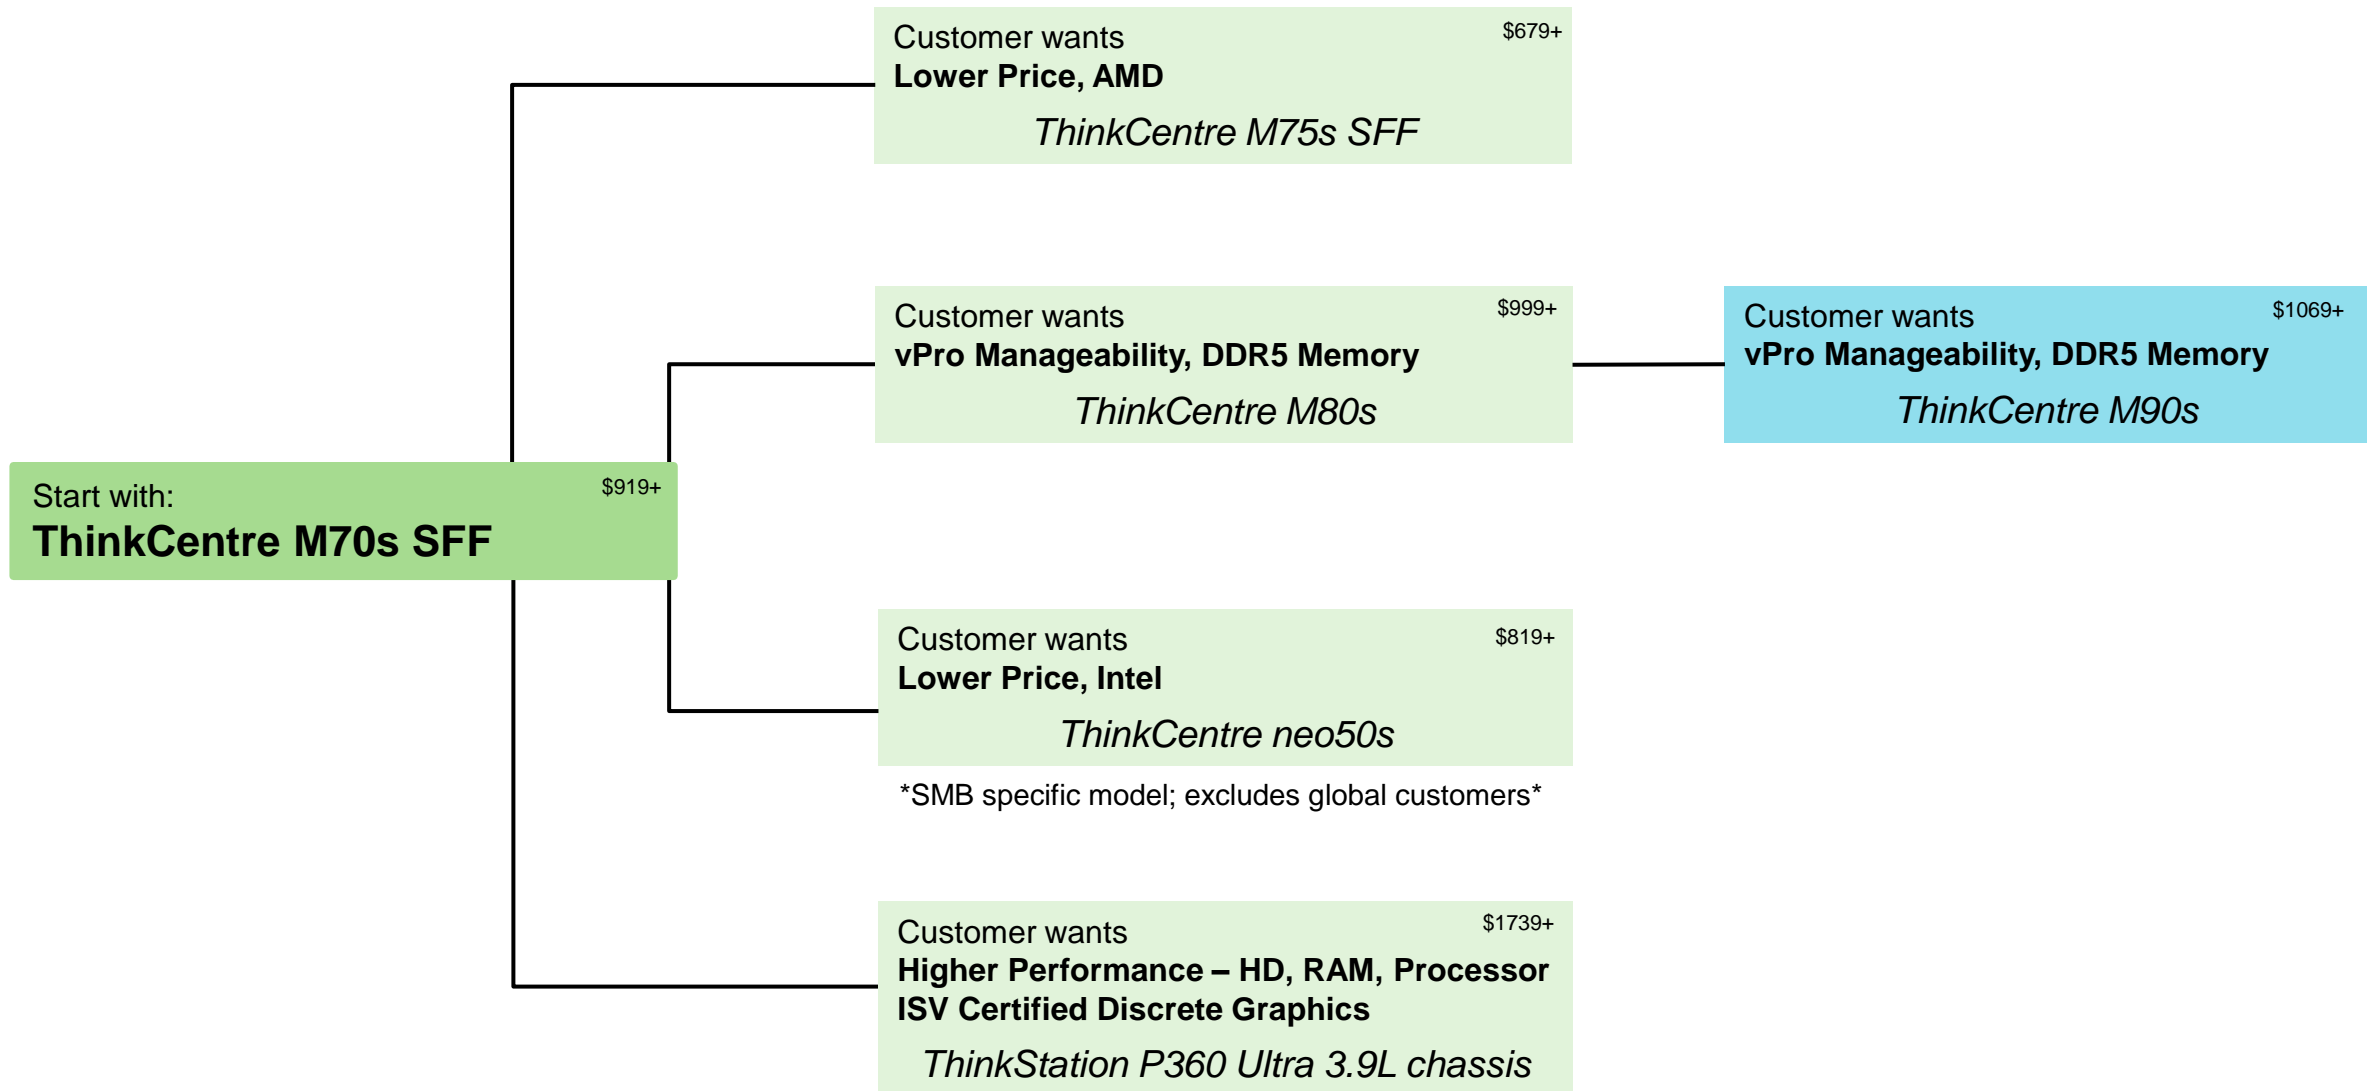 Customer wants
$679+
Lower Price, AMD
ThinkCentre M75s SFF
Customer wants
$999+
vPro Manageability, DDR5 Memory
ThinkCentre M80s
Customer wants
$1069+
vPro Manageability, DDR5 Memory
ThinkCentre M90s
Start with:
$919+
ThinkCentre M70s SFF
Customer wants
$819+
Lower Price, Intel
ThinkCentre neo50s
*SMB specific model; excludes global customers*
Customer wants
$1739+
Higher Performance – HD, RAM, Processor
ISV Certified Discrete Graphics
ThinkStation P360 Ultra 3.9L chassis